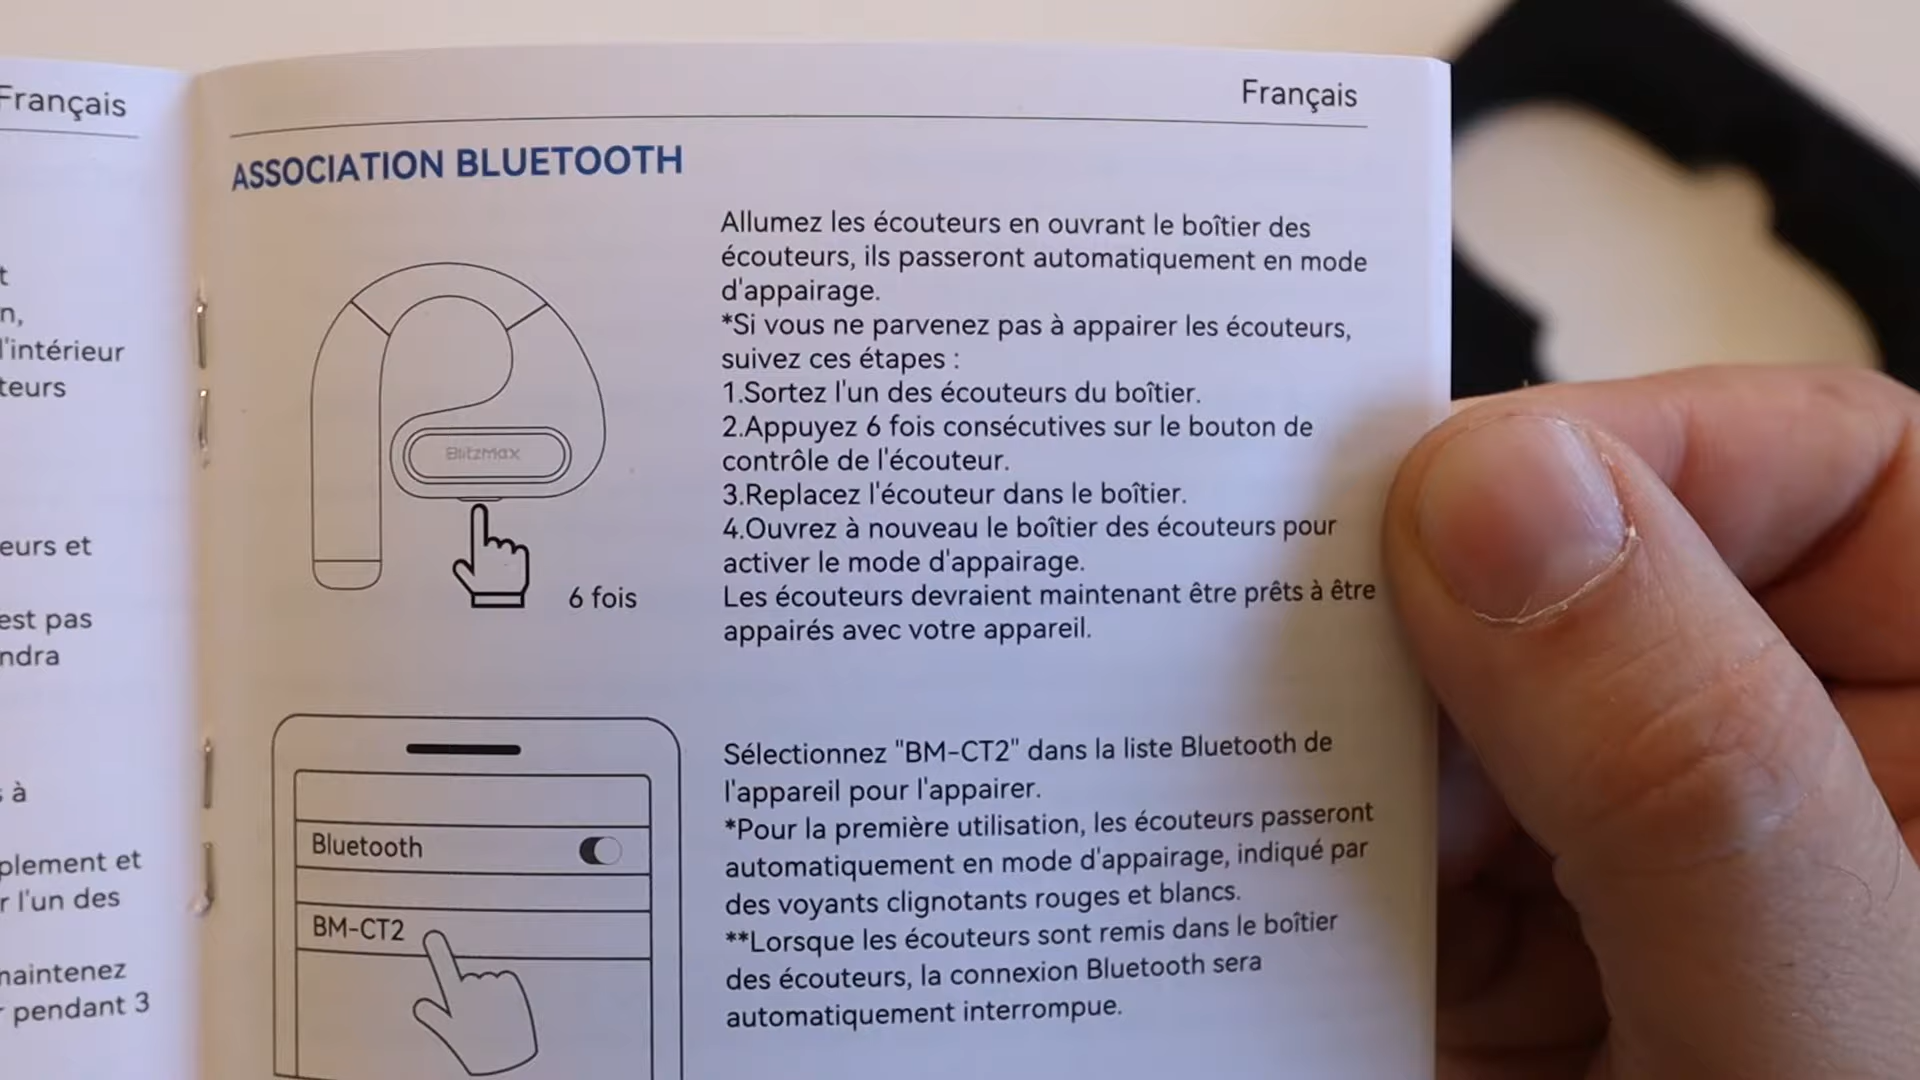 Français
t
n,
l'intérieur
teurs
eurs et
est pas
ndra
à
plement et
r l'un des
maintenez
r pendant 3
Français
ASSOCIATION BLUETOOTH
Allumez les écouteurs en ouvrant le boîtier des
écouteurs, ils passeront automatiquement en mode
d'appairage.
*Si vous ne parvenez pas à appairer les écouteurs,
suivez ces étapes :
1.Sortez l'un des écouteurs du boîtier.
2.Appuyez 6 fois consécutives sur le bouton de
contrôle de l'écouteur.
3.Replacez l'écouteur dans le boîtier.
4.Ouvrez à nouveau le boîtier des écouteurs pour
activer le mode d'appairage.
Les écouteurs devraient maintenant être prêts à être
appairés avec votre appareil.
Blitzmax
6 fois
Sélectionnez "BM-CT2" dans la liste Bluetooth de
l'appareil pour l'appairer.
*Pour la première utilisation, les écouteurs passeront
automatiquement en mode d'appairage, indiqué par
des voyants clignotants rouges et blancs.
**Lorsque les écouteurs sont remis dans le boîtier
des écouteurs, la connexion Bluetooth sera
automatiquement interrompue.
Bluetooth
BM-CT2